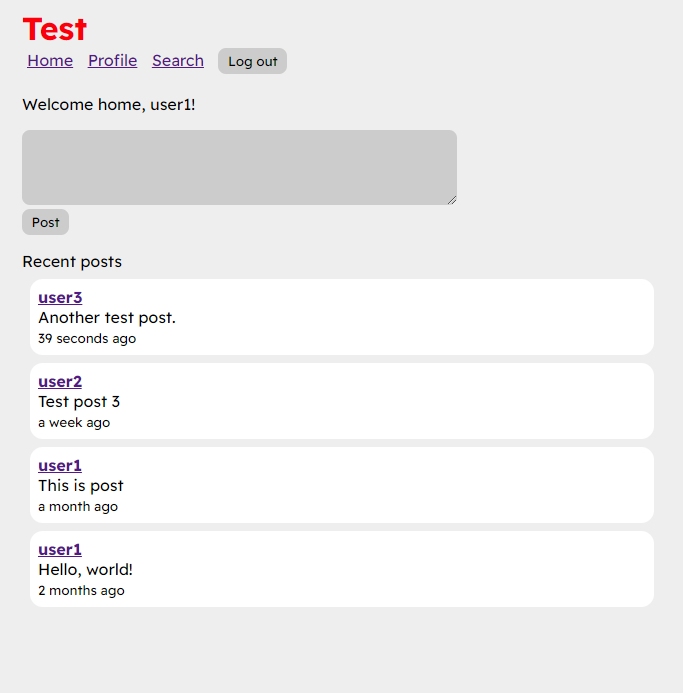 Test
Home Profile Search Log out
Welcome home, user1!
Post
Recent posts
user3
Another test post.
39 seconds ago
user2
Test post 3
a week ago
user1
This is post
a month ago
user1
Hello, world!
2 months ago